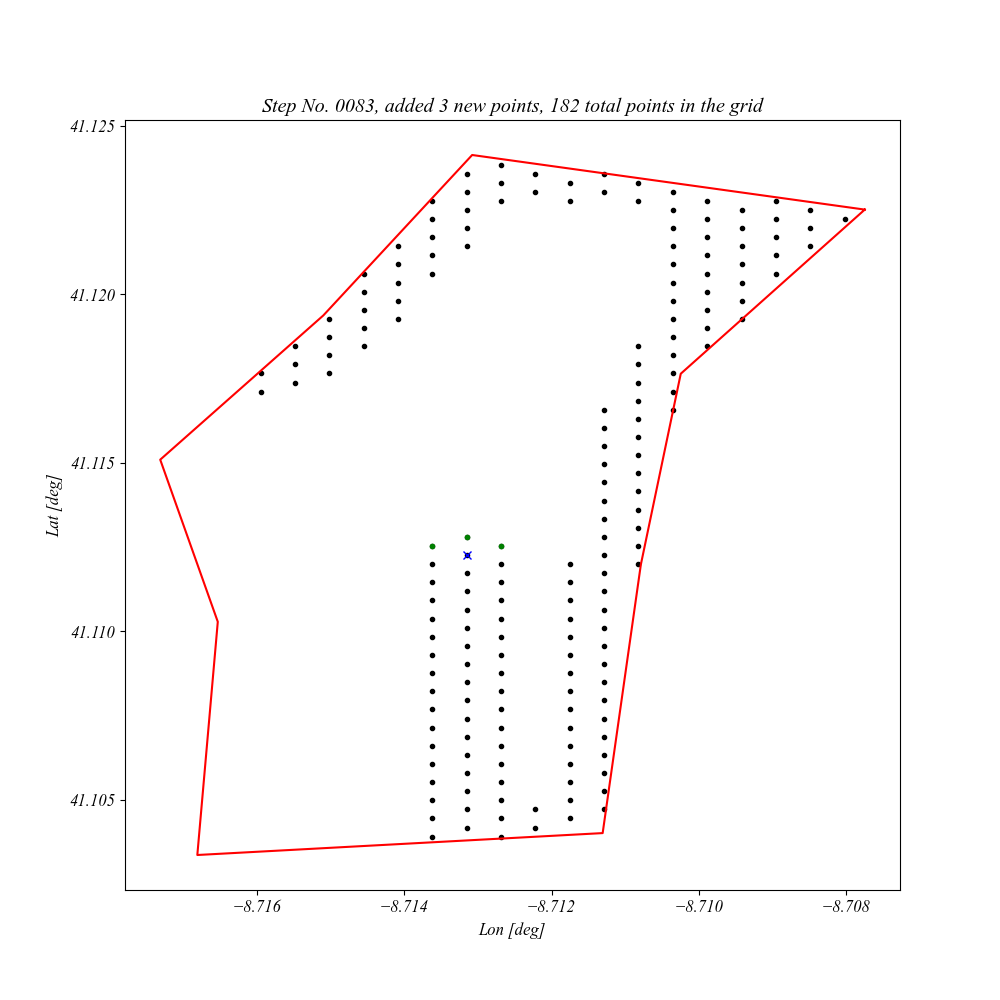 Step No. 0083, added 3 new points, 182 total points in the grid
41.125
41.120
41.115
41.110
41.105
Lat [deg]
−8.716 −8.714 −8.712 −8.710 −8.708
Lon [deg]